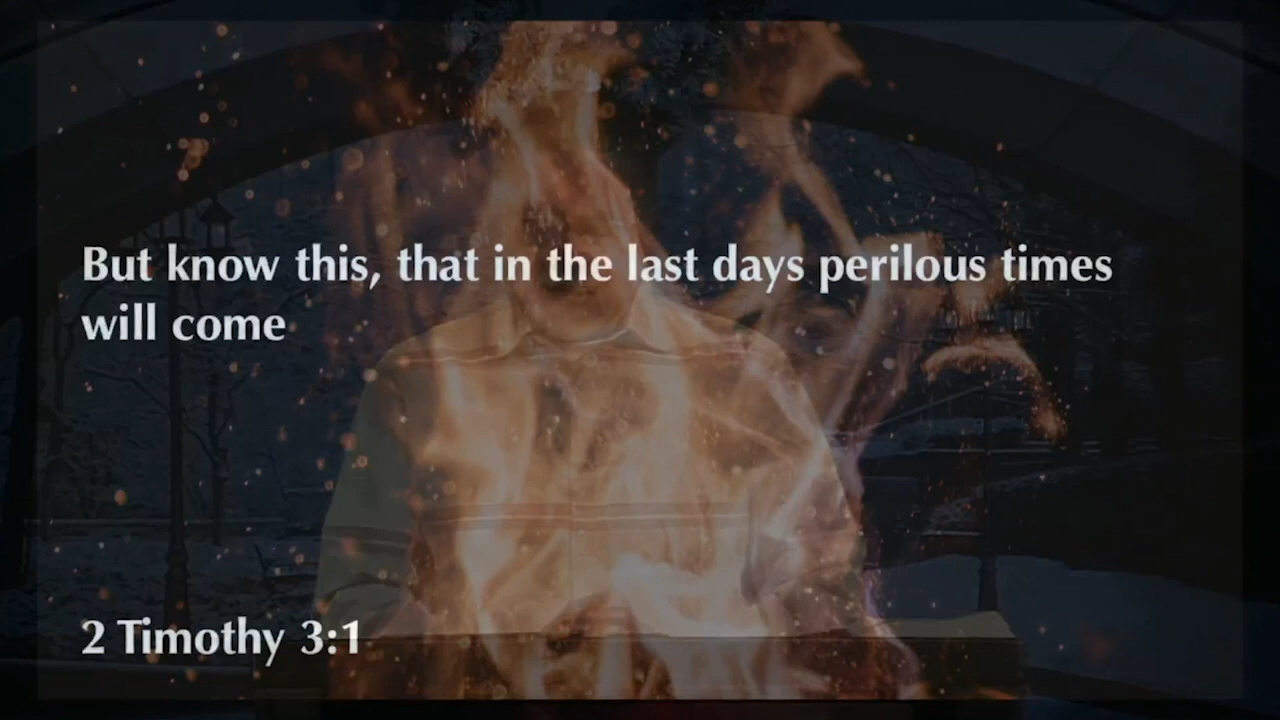 But know this, that in the last days perilous times
will come
2 Timothy 3:1